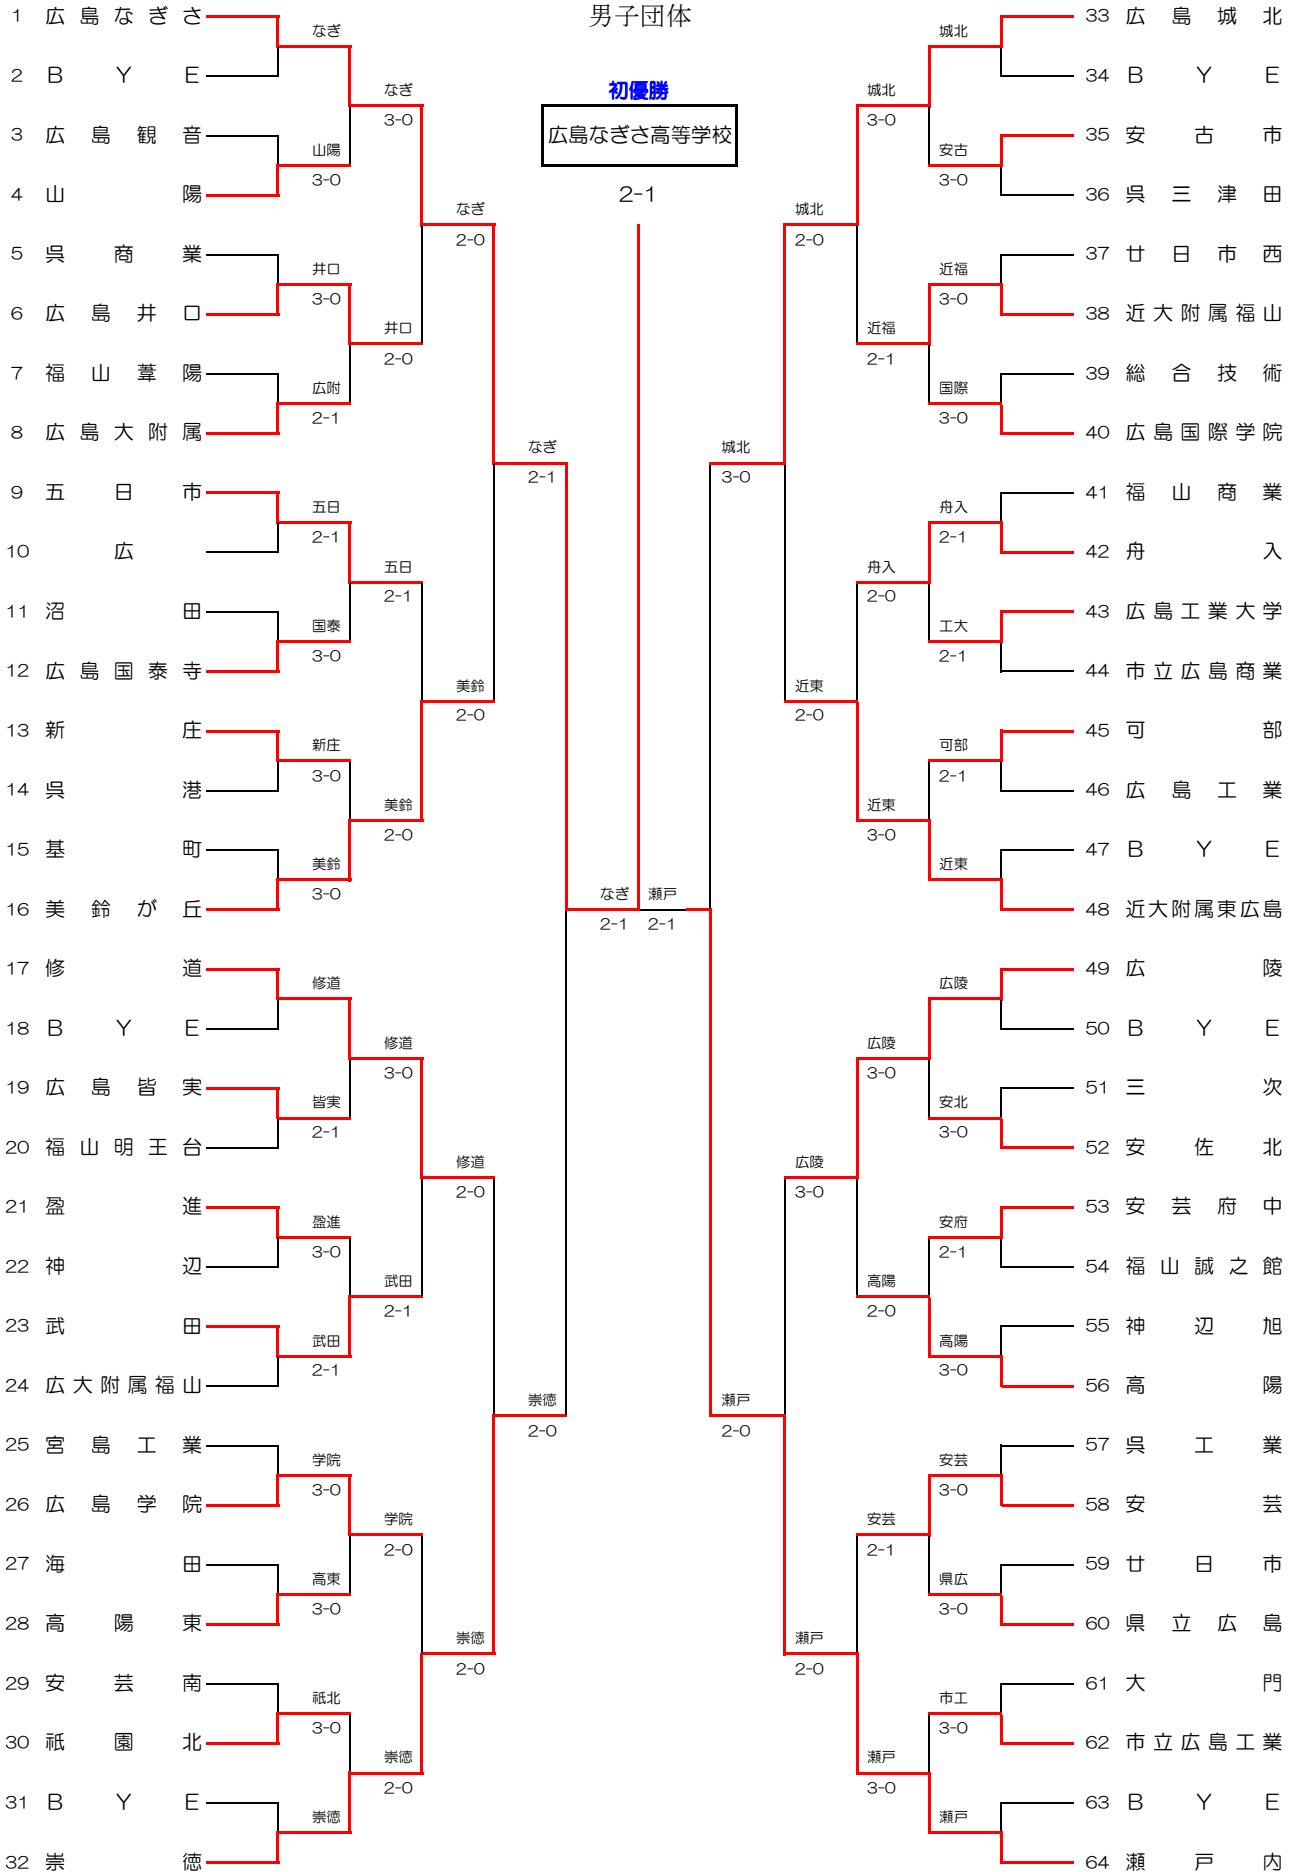 男子団体
初優勝
広島なぎさ高等学校
2-1
1 広島なぎさ
2 BYE
3 広島観音
4 山陽
5 呉商業
6 広島井口
7 福山葦陽
8 広島大附属
9 五日市
10 広
11 沼田
12 広島国泰寺
13 新庄
14 呉港
15 基町
16 美鈴が丘
17 修道
18 BYE
19 広島皆実
20 福山明王台
21 盈進
22 神辺
23 武田
24 広大附属福山
25 宮島工業
26 広島学院
27 海田
28 高陽東
29 安芸南
30 祇園北
31 BYE
32 崇徳
なぎ
山陽
3-0
井口
3-0
広附
2-1
五日
2-1
国泰
3-0
新庄
3-0
美鈴
3-0
修道
皆実
2-1
盈進
3-0
武田
2-1
学院
3-0
高東
3-0
祇北
3-0
崇徳
なぎ
3-0
井口
2-0
五日
2-1
美鈴
2-0
修道
3-0
武田
2-1
学院
2-0
崇徳
2-0
なぎ
2-0
美鈴
2-0
修道
2-0
崇徳
2-0
なぎ
2-1
崇徳
2-0
なぎ
2-1
瀬戸
2-1
城北
3-0
瀬戸
2-0
城北
2-0
近東
2-0
広陵
3-0
瀬戸
2-0
城北
3-0
近福
2-1
舟入
2-0
近東
3-0
広陵
3-0
高陽
2-0
安芸
2-1
瀬戸
3-0
城北
安古
3-0
近福
3-0
国際
3-0
舟入
2-1
工大
2-1
可部
2-1
近東
広陵
安北
3-0
安府
2-1
高陽
3-0
安芸
3-0
県広
3-0
市工
3-0
瀬戸
33 広島城北
34 BYE
35 安古市
36 呉三津田
37 廿日市西
38 近大附属福山
39 総合技術
40 広島国際学院
41 福山商業
42 舟入
43 広島工業大学
44 市立広島商業
45 可部
46 広島工業
47 BYE
48 近大附属東広島
49 広陵
50 BYE
51 三次
52 安佐北
53 安芸府中
54 福山誠之館
55 神辺旭
56 高陽
57 呉工業
58 安芸
59 廿日市
60 県立広島
61 大門
62 市立広島工業
63 BYE
64 瀬戸内